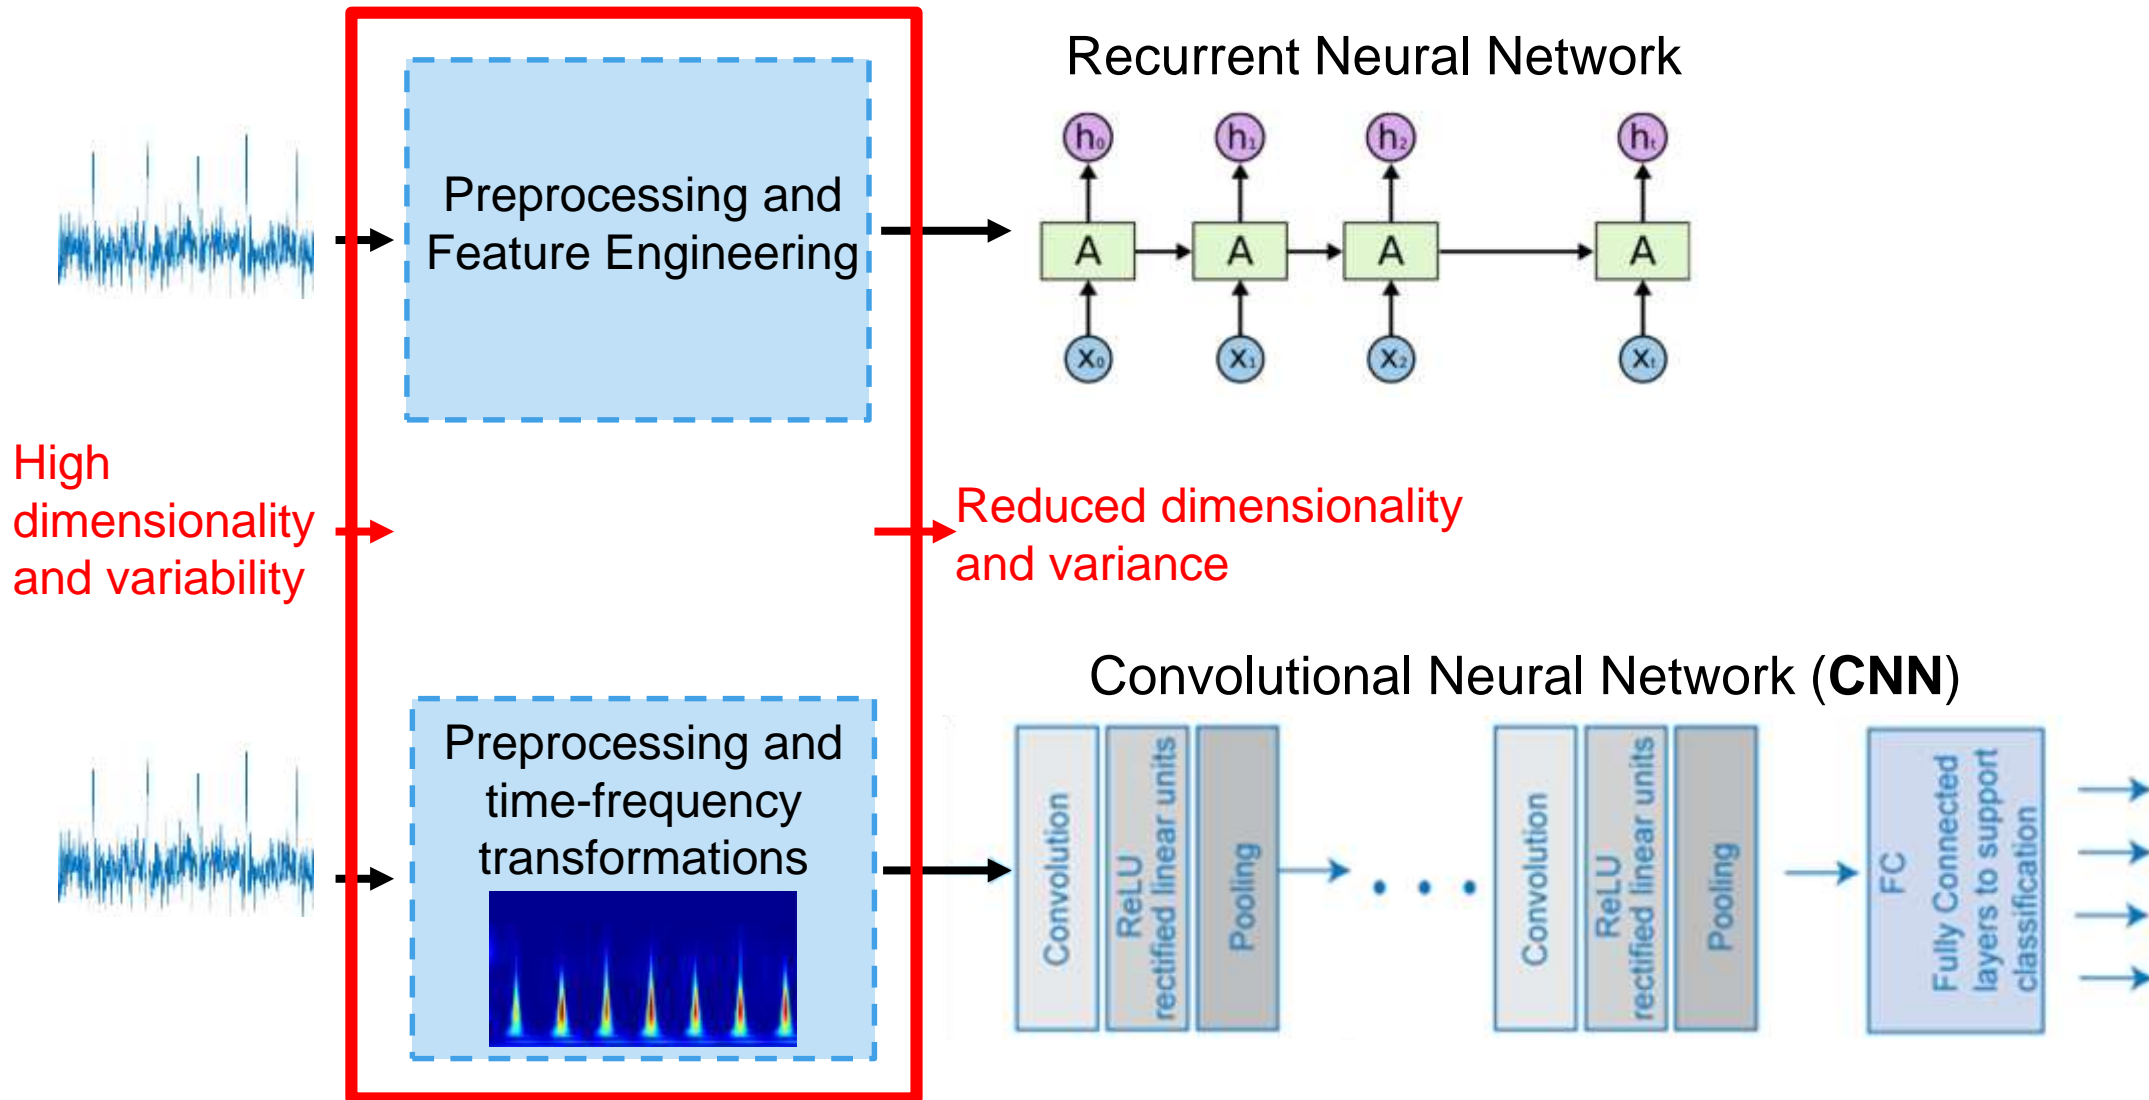 Recurrent Neural Network
h₀ h₁ h₂ hₜ
A A A A
x₀ x₁ x₂ xₜ
Preprocessing and
Feature Engineering
High
dimensionality
and variability
Reduced dimensionality
and variance
Convolutional Neural Network (CNN)
Preprocessing and
time-frequency
transformations
Convolution
ReLU
rectified linear units
Pooling
Convolution
ReLU
rectified linear units
Pooling
FC
Fully Connected
layers to support
classification